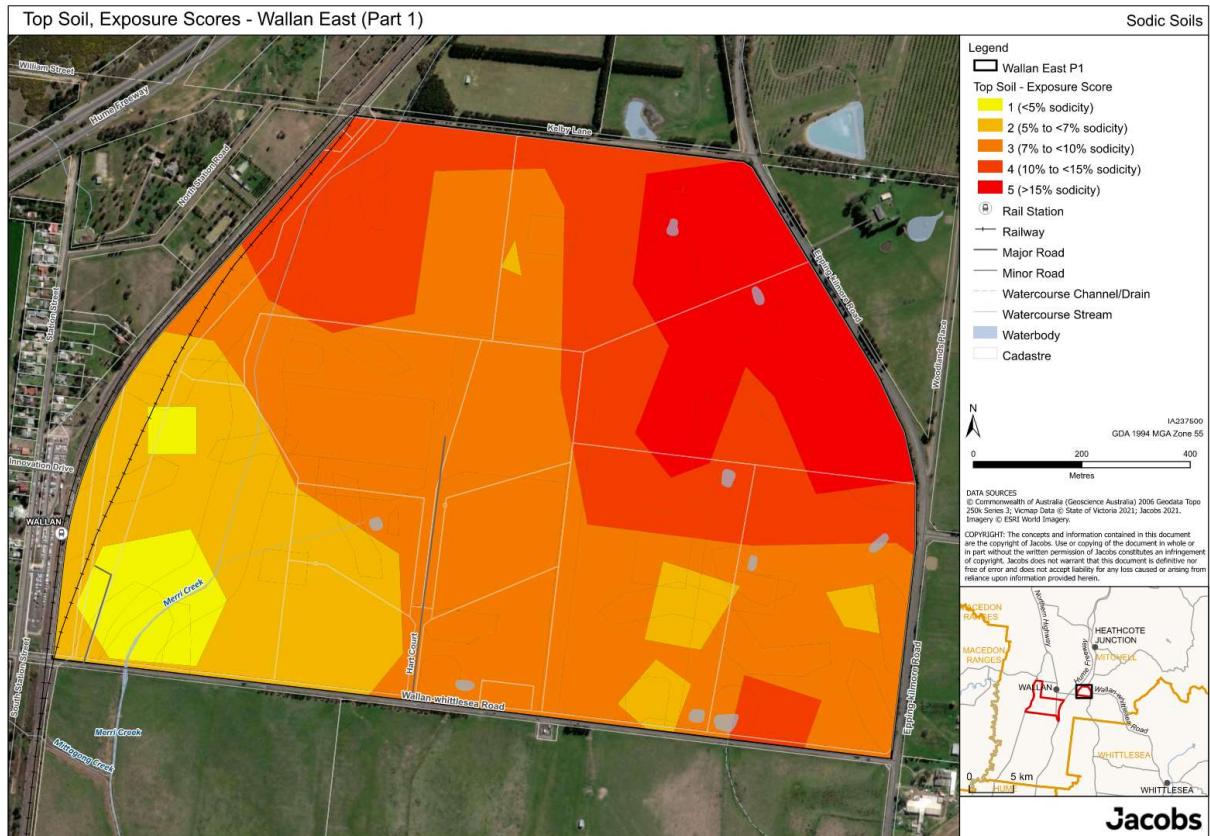 Top Soil, Exposure Scores - Wallan East (Part 1)
Sodic Soils
William Street
Hume Freeway
North Station Road
Kelby Lane
Epping-kilmore Road
Woodlands Place
Station Street
Innovation Drive
WALLAN
Merri Creek
Hart Court
Wallan-whittlesea Road
Epping-kilmore Road
South Station Street
Merri Creek
Mittagong Creek
Legend
Wallan East P1
Top Soil - Exposure Score
1 (<5% sodicity)
2 (5% to <7% sodicity)
3 (7% to <10% sodicity)
4 (10% to <15% sodicity)
5 (>15% sodicity)
Rail Station
Railway
Major Road
Minor Road
Watercourse Channel/Drain
Watercourse Stream
Waterbody
Cadastre
N
IA237500
GDA 1994 MGA Zone 55
0 200 400
Metres
DATA SOURCES
© Commonwealth of Australia (Geoscience Australia) 2006 Geodata Topo
250k Series 3; Vicmap Data © State of Victoria 2021; Jacobs 2021.
Imagery © ESRI World Imagery.
COPYRIGHT: The concepts and information contained in this document
are the copyright of Jacobs. Use or copying of the document in whole or
in part without the written permission of Jacobs constitutes an infringement
of copyright. Jacobs does not warrant that this document is definitive nor
free of error and does not accept liability for any loss caused or arising from
reliance upon information provided herein.
MACEDON
RANGES
MACEDON
RANGES
Northern Highway
HEATHCOTE
JUNCTION
MITCHELL
Hume Freeway
WALLAN
Wallan-whittlesea
Road
WHITTLESEA
0 5 km
HUME
WHITTLESEA
Jacobs